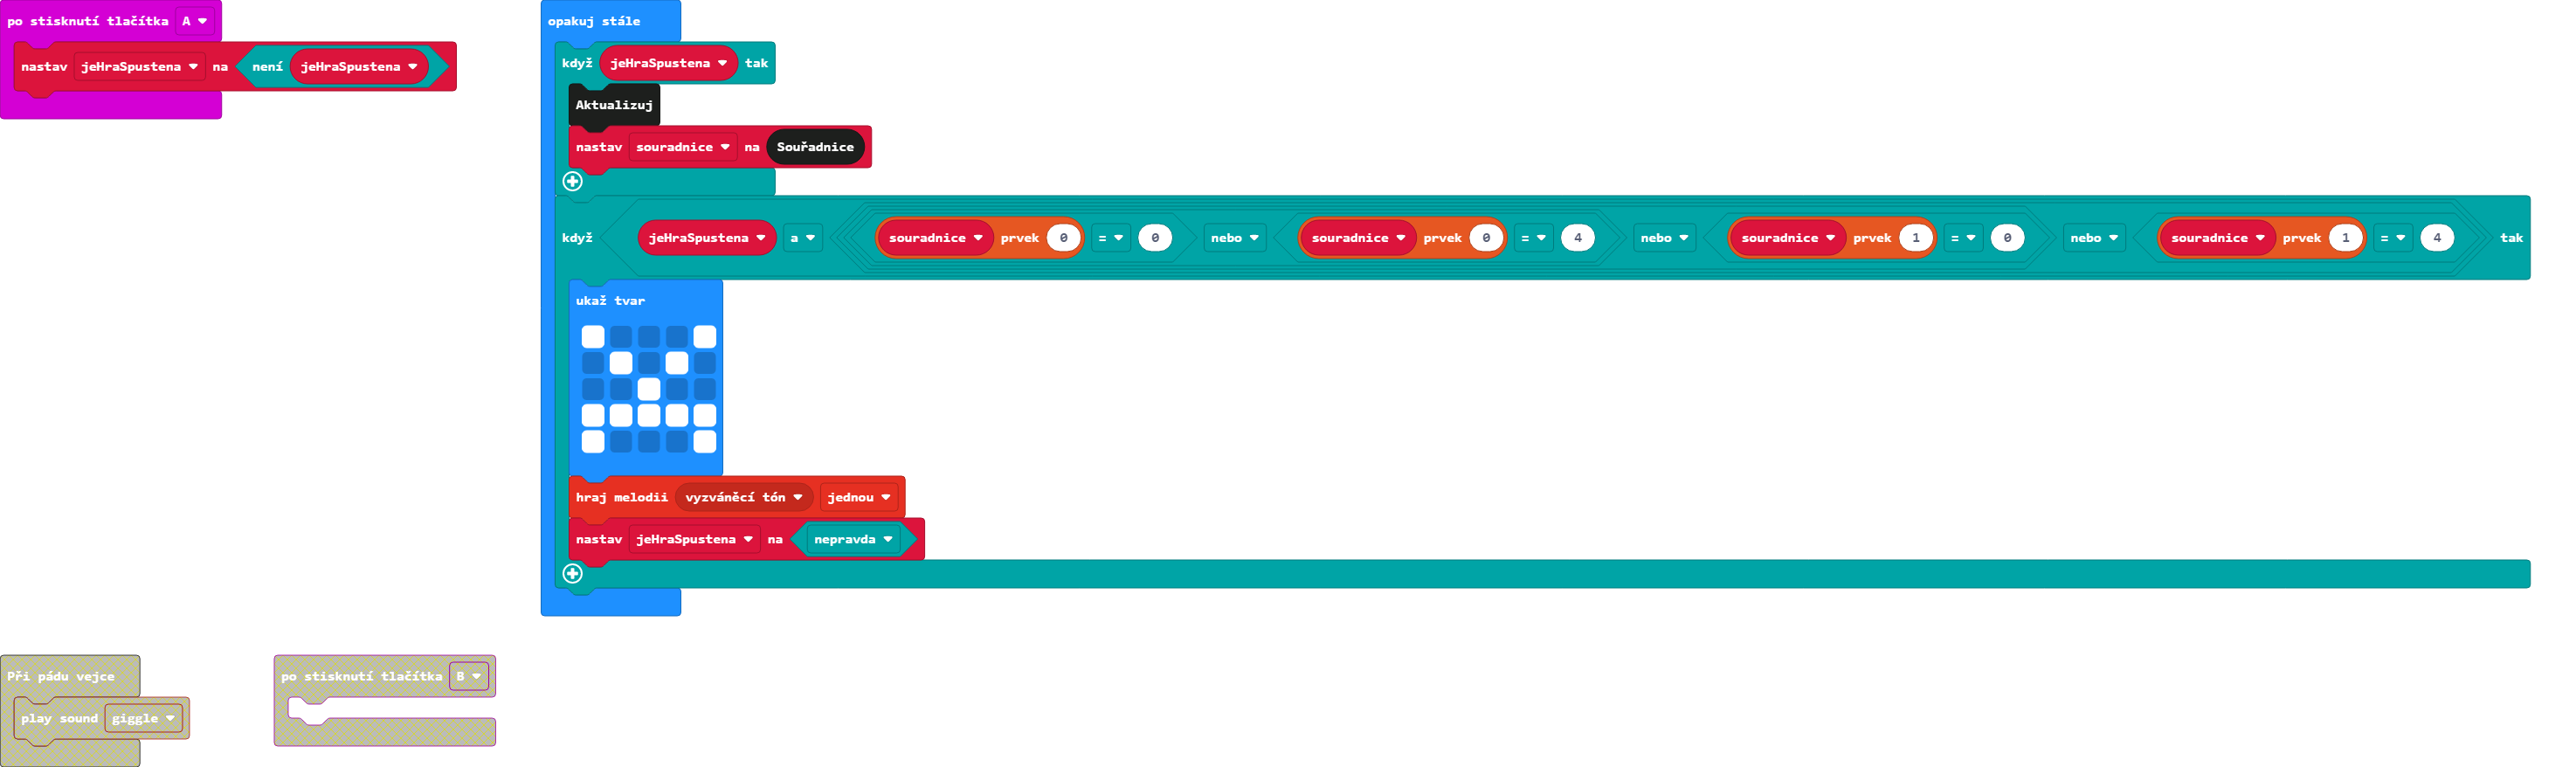 po stisknutí tlačítka A
nastav jeHraSpustena na není jeHraSpustena
opakuj stále
když jeHraSpustena tak
Aktualizuj
nastav souradnice na Souřadnice
když jeHraSpustena a souradnice prvek 0 = 0 nebo souradnice prvek 0 = 4 nebo souradnice prvek 1 = 0 nebo souradnice prvek 1 = 4 tak
ukaž tvar
hraj melodii vyzváněcí tón jednou
nastav jeHraSpustena na nepravda
Při pádu vejce
play sound giggle
po stisknutí tlačítka B